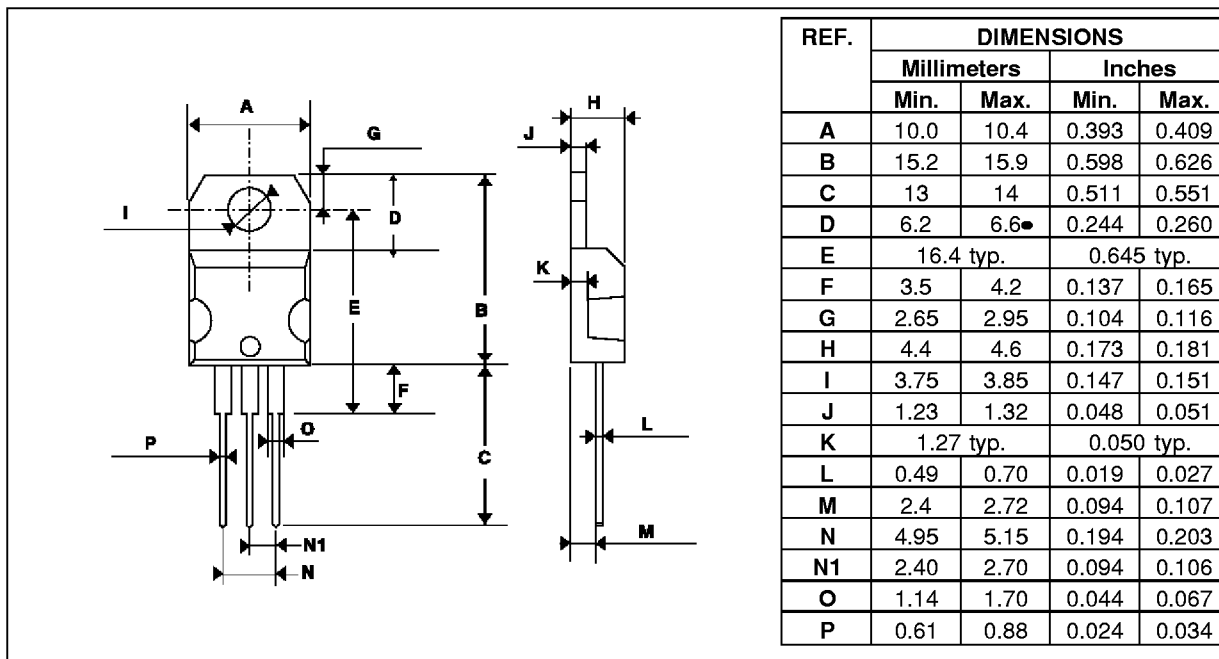 A
G
I
D
E
B
F
O
P
C
N1
N
H
J
K
L
M
REF. DIMENSIONS
Millimeters Inches
Min. Max. Min. Max.
A 10.0 10.4 0.393 0.409
B 15.2 15.9 0.598 0.626
C 13 14 0.511 0.551
D 6.2 6.6 0.244 0.260
E 16.4 typ. 0.645 typ.
F 3.5 4.2 0.137 0.165
G 2.65 2.95 0.104 0.116
H 4.4 4.6 0.173 0.181
I 3.75 3.85 0.147 0.151
J 1.23 1.32 0.048 0.051
K 1.27 typ. 0.050 typ.
L 0.49 0.70 0.019 0.027
M 2.4 2.72 0.094 0.107
N 4.95 5.15 0.194 0.203
N1 2.40 2.70 0.094 0.106
O 1.14 1.70 0.044 0.067
P 0.61 0.88 0.024 0.034